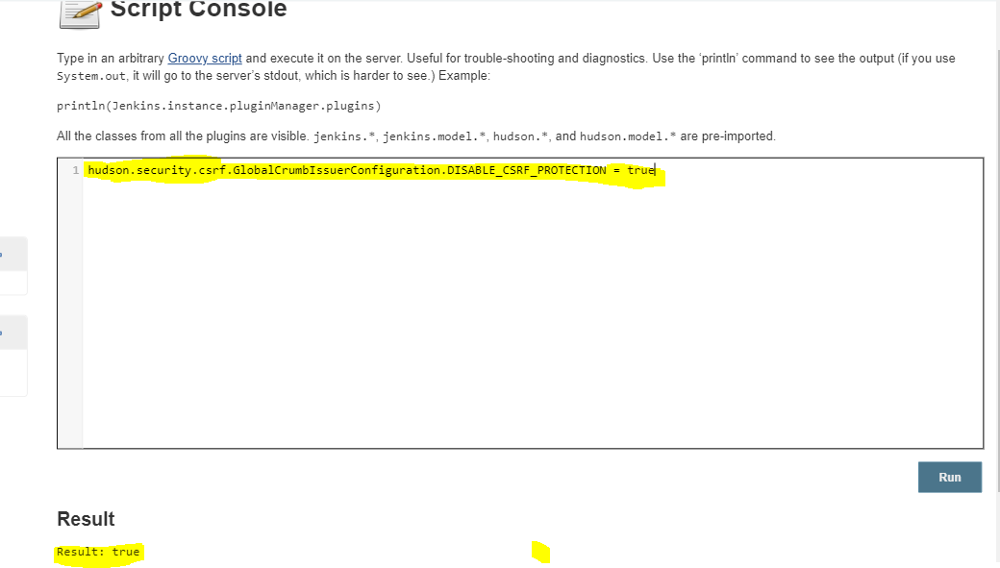 Script Console
Type in an arbitrary Groovy script and execute it on the server. Useful for trouble-shooting and diagnostics. Use the 'println' command to see the output (if you use
System.out, it will go to the server's stdout, which is harder to see.) Example:
println(Jenkins.instance.pluginManager.plugins)
All the classes from all the plugins are visible. jenkins.*, jenkins.model.*, hudson.*, and hudson.model.* are pre-imported.
1 hudson.security.csrf.GlobalCrumbIssuerConfiguration.DISABLE_CSRF_PROTECTION = true
Run
Result
Result: true